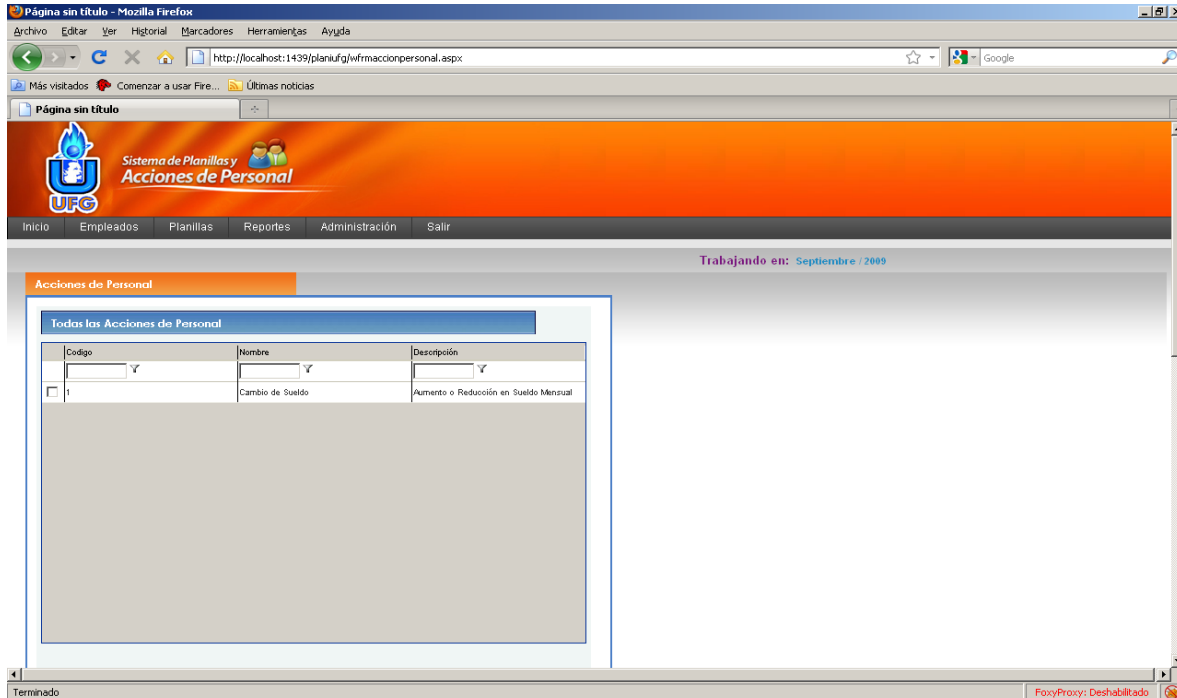 Página sin título - Mozilla Firefox
Archivo Editar Ver Historial Marcadores Herramientas Ayuda
http://localhost:1439/planiufg/wfrmaccionpersonal.aspx
Google
Más visitados Comenzar a usar Fire... Últimas noticias
Página sin título
UFG
Sistema de Planillas y
Acciones de Personal
Inicio Empleados Planillas Reportes Administración Salir
Trabajando en: Septiembre / 2009
Acciones de Personal
Todas las Acciones de Personal
Codigo Nombre Descripción
1 Cambio de Sueldo Aumento o Reducción en Sueldo Mensual
Terminado
FoxyProxy: Deshabilitado